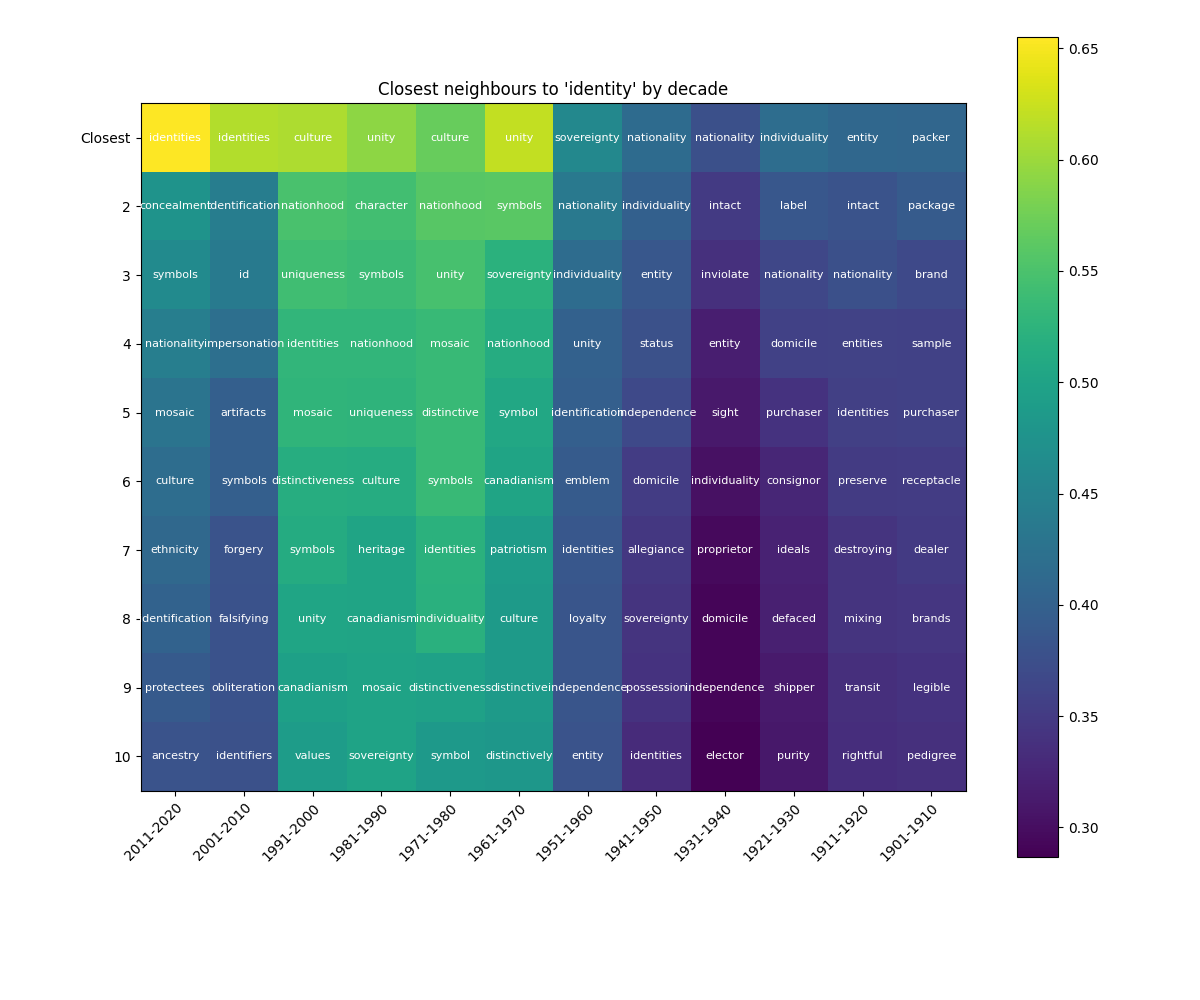 Closest neighbours to 'identity' by decade
Closest identities identities culture unity culture unity sovereignty nationality nationality individuality entity packer
2 concealment identification nationhood character nationhood symbols nationality individuality intact label intact package
3 symbols id uniqueness symbols unity sovereignty individuality entity inviolate nationality nationality brand
4 nationality impersonation identities nationhood mosaic nationhood unity status entity domicile entities sample
5 mosaic artifacts mosaic uniqueness distinctive symbol identification independence sight purchaser identities purchaser
6 culture symbols distinctiveness culture symbols canadianism emblem domicile individuality consignor preserve receptacle
7 ethnicity forgery symbols heritage identities patriotism identities allegiance proprietor ideals destroying dealer
8 identification falsifying unity canadianism individuality culture loyalty sovereignty domicile defaced mixing brands
9 protectees obliteration canadianism mosaic distinctiveness distinctive independence possession independence shipper transit legible
10 ancestry identifiers values sovereignty symbol distinctively entity identities elector purity rightful pedigree
2011-2020 2001-2010 1991-2000 1981-1990 1971-1980 1961-1970 1951-1960 1941-1950 1931-1940 1921-1930 1911-1920 1901-1910
0.65
0.60
0.55
0.50
0.45
0.40
0.35
0.30